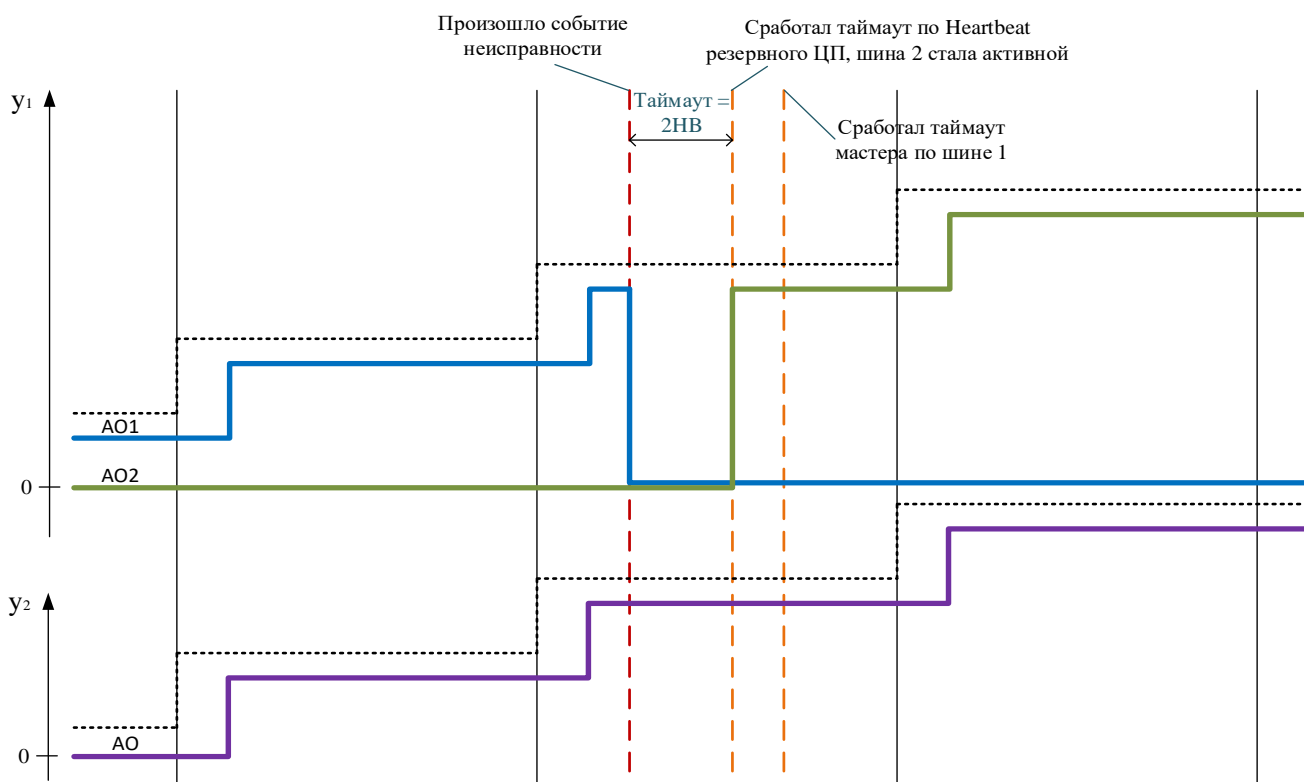 Произошло событие
неисправности
Сработал таймаут по Heartbeat
резервного ЦП, шина 2 стала активной
y1
Таймаут =
2HB
Сработал таймаут
мастера по шине 1
AO1
AO2
0
y2
AO
0